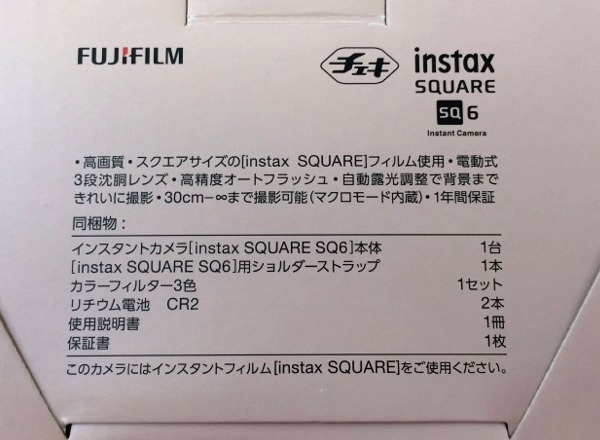 FUJIFILM
チェキ instax
SQUARE
SQ 6
Instant Camera
・高画質・スクエアサイズの[instax SQUARE]フィルム使用・電動式
3段沈胴レンズ・高精度オートフラッシュ・自動露光調整で背景まで
きれいに撮影・30cm-∞まで撮影可能(マクロモード内蔵)・1年間保証
同梱物：
インスタントカメラ[instax SQUARE SQ6]本体 1台
[instax SQUARE SQ6]用ショルダーストラップ 1本
カラーフィルター3色 1セット
リチウム電池 CR2 2本
使用説明書 1冊
保証書 1枚
このカメラにはインスタントフィルム[instax SQUARE]をご使用ください。